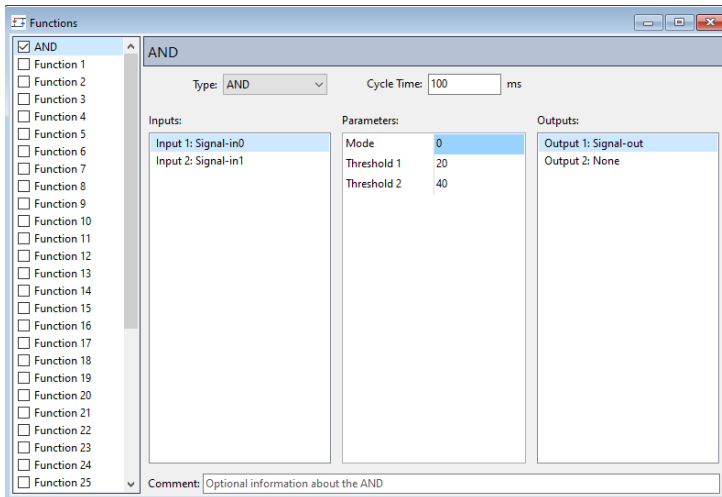 Functions
AND
Function 1
Function 2
Function 3
Function 4
Function 5
Function 6
Function 7
Function 8
Function 9
Function 10
Function 11
Function 12
Function 13
Function 14
Function 15
Function 16
Function 17
Function 18
Function 19
Function 20
Function 21
Function 22
Function 23
Function 24
Function 25
AND
Type: AND Cycle Time: 100 ms
Inputs:
Input 1: Signal-in0
Input 2: Signal-in1
Parameters:
Mode 0
Threshold 1 20
Threshold 2 40
Outputs:
Output 1: Signal-out
Output 2: None
Comment: Optional information about the AND